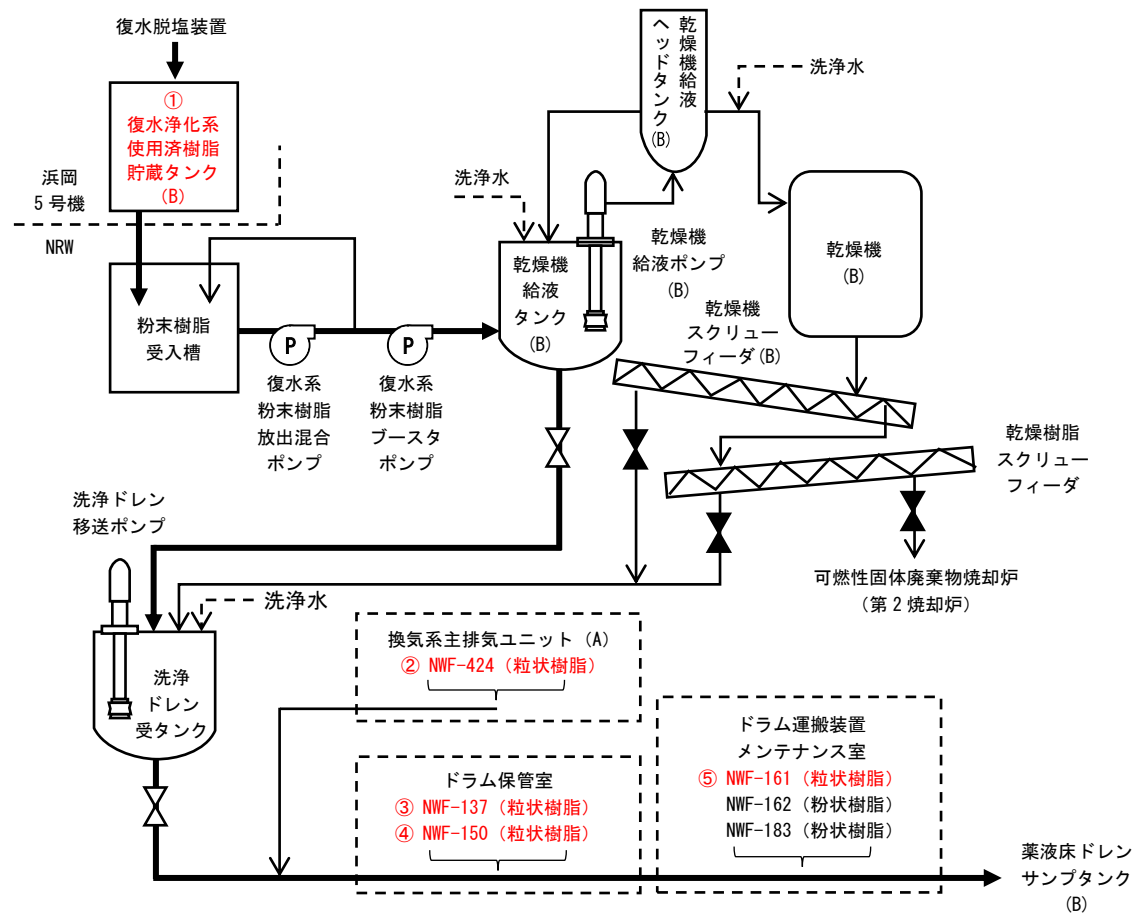 復水脱塩装置
①
復水浄化系
使用済樹脂
貯蔵タンク
(B)
浜岡
5号機
NRW
粉末樹脂
受入槽
P
復水系
粉末樹脂
放出混合
ポンプ
P
復水系
粉末樹脂
ブースタ
ポンプ
洗浄水
乾燥機
給液
タンク
(B)
乾燥機給液
ヘッドタンク
(B)
洗浄水
乾燥機
給液ポンプ
(B)
乾燥機
(B)
乾燥機
スクリュー
フィーダ(B)
乾燥樹脂
スクリュー
フィーダ
可燃性固体廃棄物焼却炉
(第2焼却炉)
洗浄ドレン
移送ポンプ
洗浄水
洗浄
ドレン
受タンク
換気系主排気ユニット(A)
② NWF-424(粒状樹脂)
ドラム保管室
③ NWF-137(粒状樹脂)
④ NWF-150(粒状樹脂)
ドラム運搬装置
メンテナンス室
⑤ NWF-161(粒状樹脂)
NWF-162(粉状樹脂)
NWF-183(粉状樹脂)
薬液床ドレン
サンプタンク
(B)